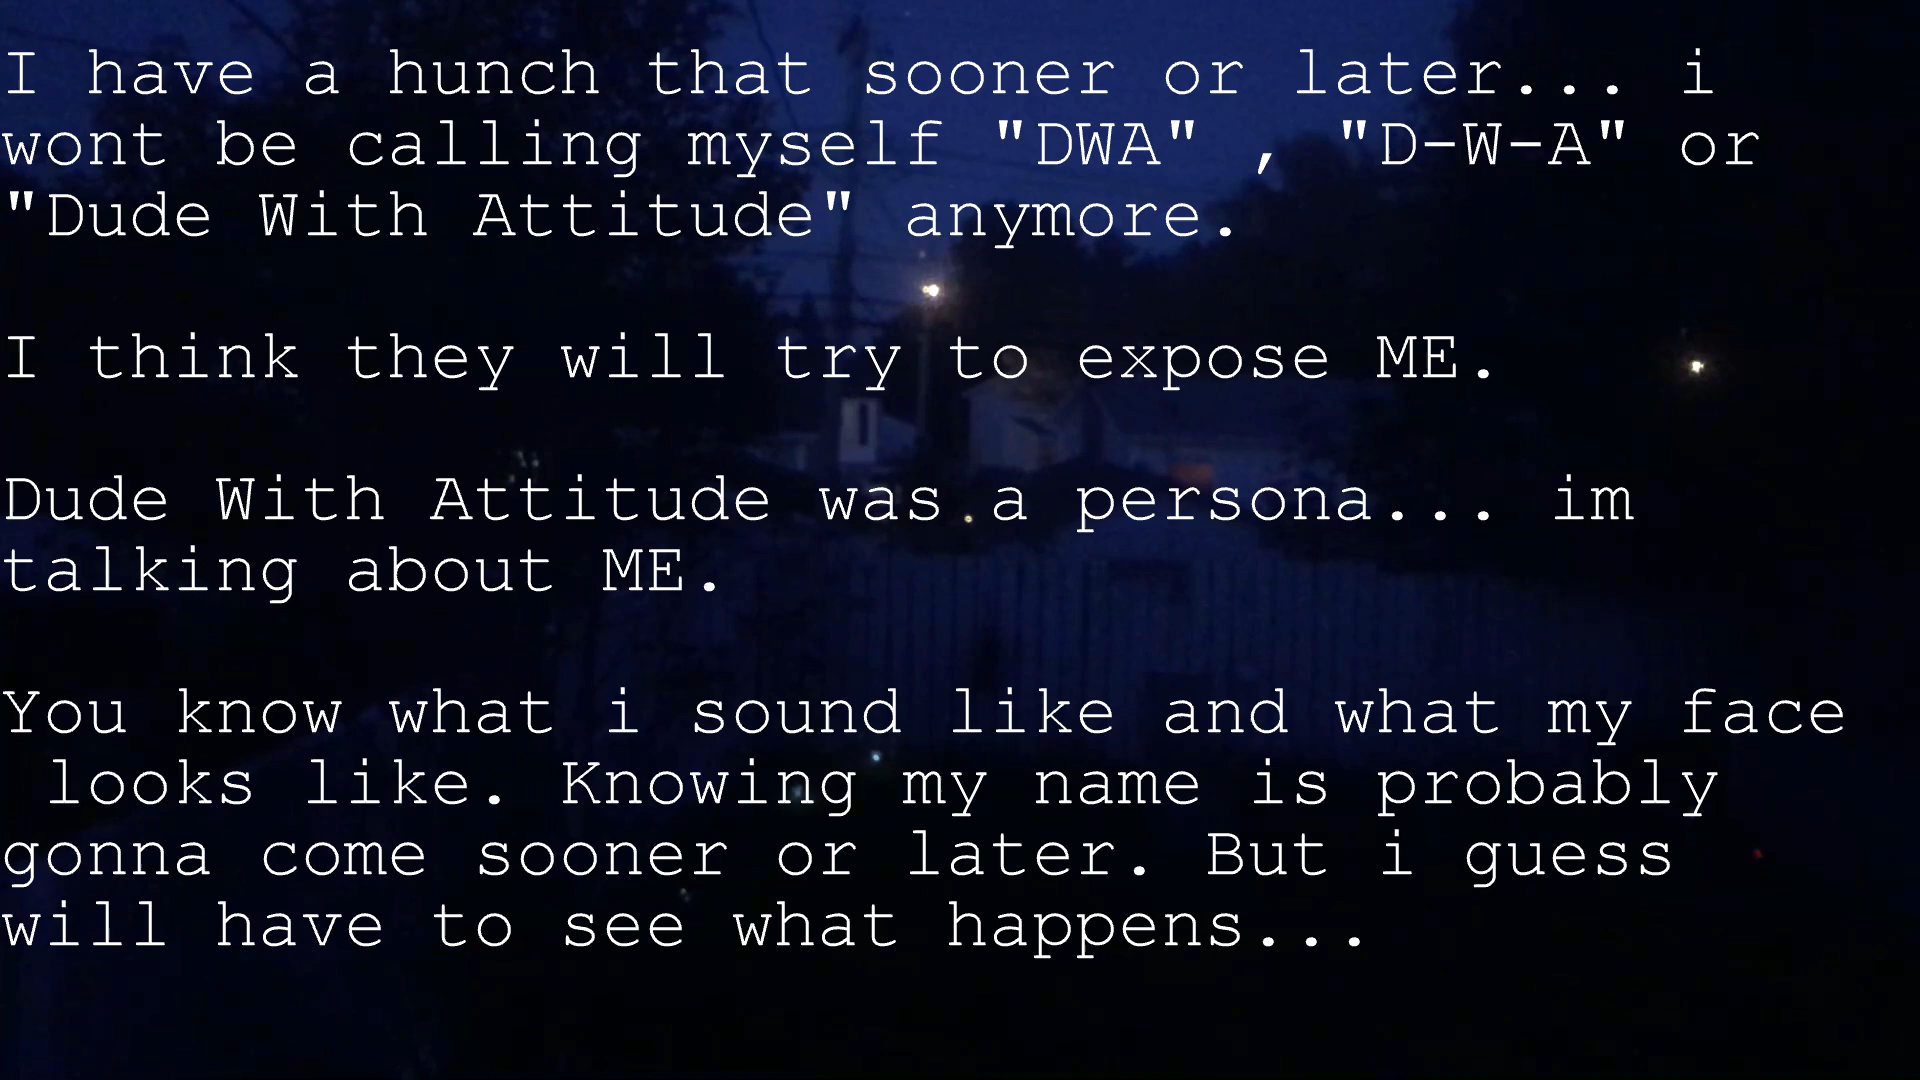 I have a hunch that sooner or later... i
wont be calling myself "DWA" , "D-W-A" or
"Dude With Attitude" anymore.
I think they will try to expose ME.
Dude With Attitude was a persona... im
talking about ME.
You know what i sound like and what my face
looks like. Knowing my name is probably
gonna come sooner or later. But i guess
will have to see what happens...